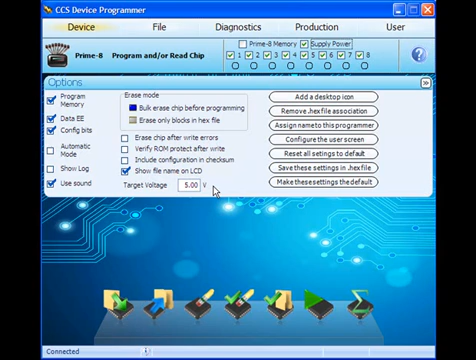 CCS Device Programmer
Device File Diagnostics Production User
Prime-8 Program and/or Read Chip
Prime-8 Memory Supply Power
1 2 3 4 5 6 7 8
Options
Program Memory
Data EE
Config bits
Automatic Mode
Show Log
Use sound
Erase mode
Bulk erase chip before programming
Erase only blocks in hex file
Erase chip after write errors
Verify ROM protect after write
Include configuration in checksum
Show file name on LCD
Target Voltage 5.00 V
Add a desktop icon
Remove .hex file association
Assign name to this programmer
Configure the user screen
Reset all settings to default
Save these settings in .hex file
Make these settings the default
Connected